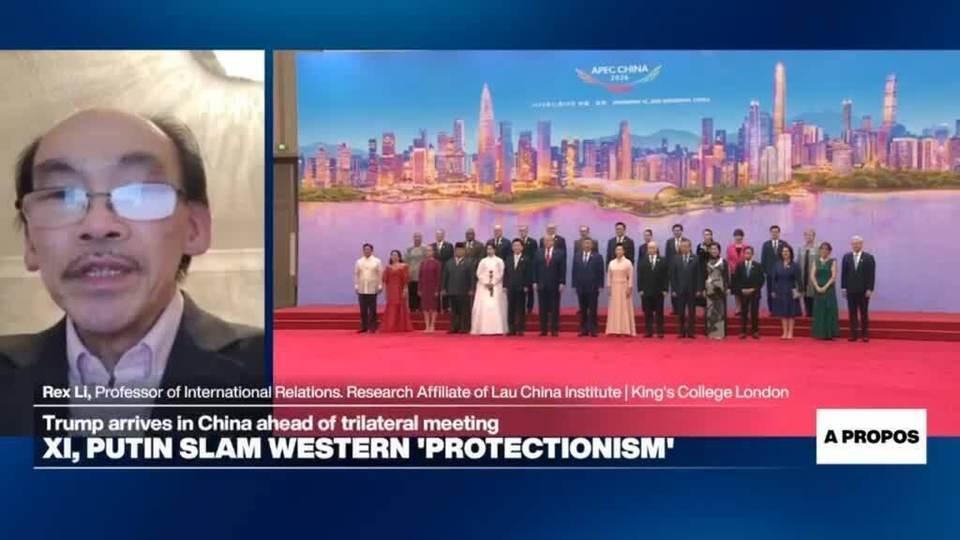 APEC CHINA
2026
Rex Li, Professor of International Relations. Research Affiliate of Lau China Institute | King's College London
Trump arrives in China ahead of trilateral meeting
XI, PUTIN SLAM WESTERN 'PROTECTIONISM'
A PROPOS